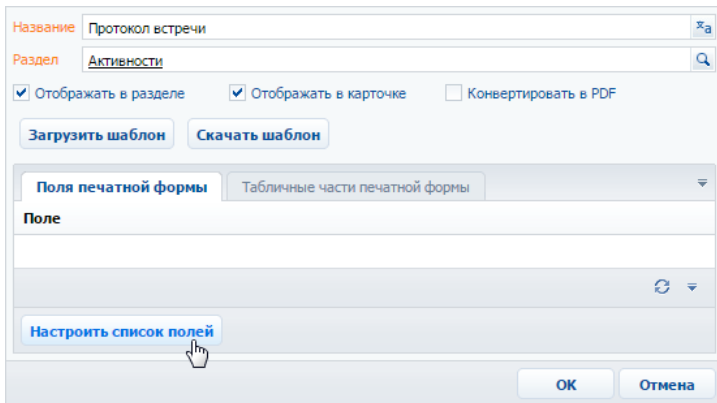 Название Протокол встречи
Раздел Активности
Отображать в разделе Отображать в карточке Конвертировать в PDF
Загрузить шаблон Скачать шаблон
Поля печатной формы Табличные части печатной формы
Поле
Настроить список полей
ОК Отмена